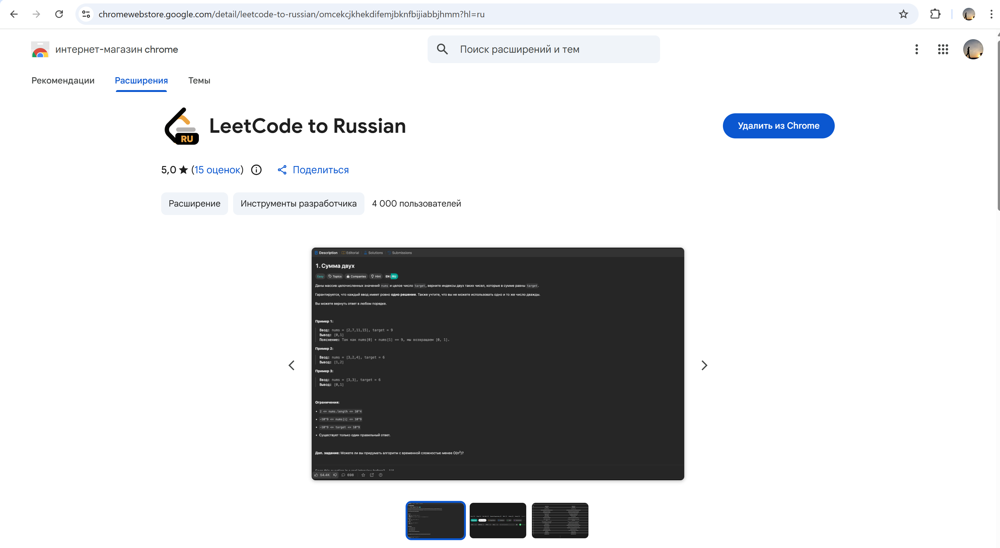 chromewebstore.google.com/detail/leetcode-to-russian/omcekcjkhekdifemjbknfbijiabbjhmm?hl=ru
интернет-магазин chrome
Поиск расширений и тем
Рекомендации Расширения Темы
RU
LeetCode to Russian
Удалить из Chrome
5,0 ★ (15 оценок) Поделиться
Расширение Инструменты разработчика 4 000 пользователей
Description Editorial Solutions Submissions
1. Сумма двух
Easy Topics Companies Hint EN | RU
Даны массив целочисленных значений nums и целое число target, верните индексы двух таких чисел, которые в сумме равны target.
Гарантируется, что каждый ввод имеет ровно одно решение. Также учтите, что вы не можете использовать одно и то же число дважды.
Вы можете вернуть ответ в любом порядке.
Пример 1:
Ввод: nums = [2,7,11,15], target = 9
Вывод: [0,1]
Пояснение: Так как nums[0] + nums[1] == 9, мы возвращаем [0, 1].
Пример 2:
Ввод: nums = [3,2,4], target = 6
Вывод: [1,2]
Пример 3:
Ввод: nums = [3,3], target = 6
Вывод: [0,1]
Ограничения:
• 2 <= nums.length <= 10^4
• -10^9 <= nums[i] <= 10^9
• -10^9 <= target <= 10^9
• Существует только один правильный ответ.
Доп. задание: Можете ли вы придумать алгоритм с временной сложностью менее O(n²)?
54.4K 698